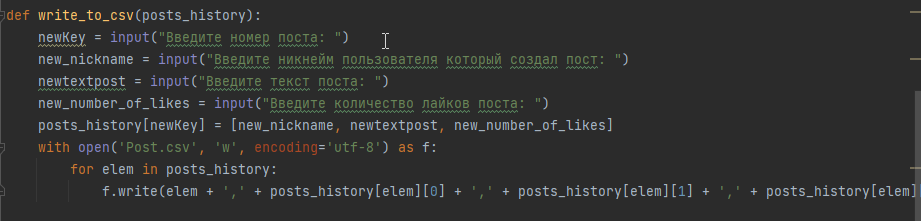 def write_to_csv(posts_history):
    newKey = input("Введите номер поста: ")
    new_nickname = input("Введите никнейм пользователя который создал пост: ")
    newtextpost = input("Введите текст поста: ")
    new_number_of_likes = input("Введите количество лайков поста: ")
    posts_history[newKey] = [new_nickname, newtextpost, new_number_of_likes]
    with open('Post.csv', 'w', encoding='utf-8') as f:
        for elem in posts_history:
            f.write(elem + ',' + posts_history[elem][0] + ',' + posts_history[elem][1] + ',' + posts_history[elem]